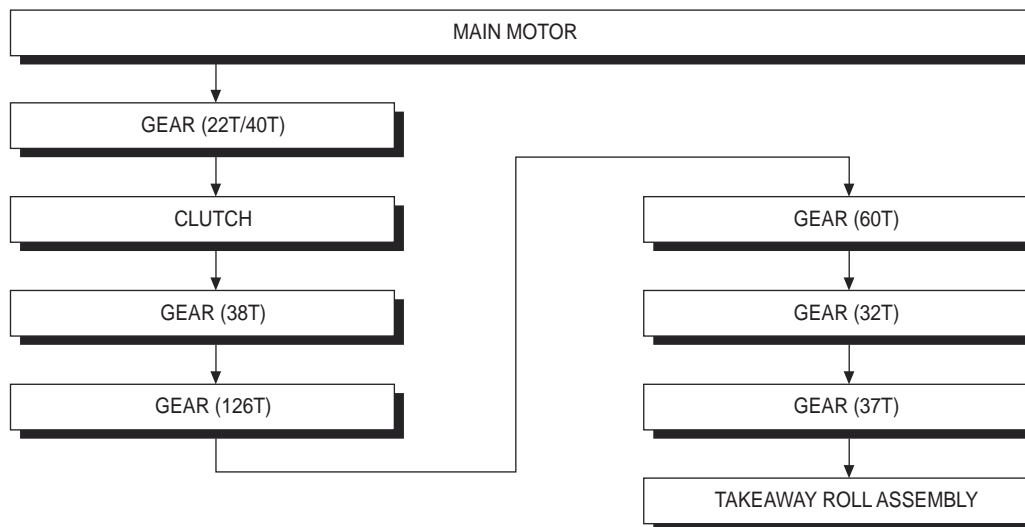 MAIN MOTOR
GEAR (22T/40T)
CLUTCH
GEAR (38T)
GEAR (126T)
GEAR (60T)
GEAR (32T)
GEAR (37T)
TAKEAWAY ROLL ASSEMBLY